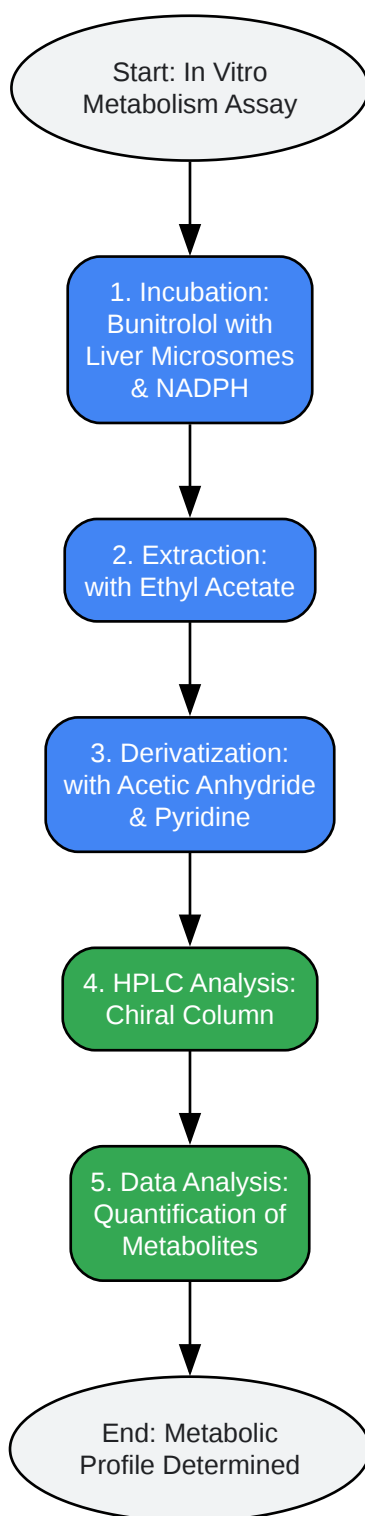 Start: In Vitro
Metabolism Assay
1. Incubation:
Bunitrolol with
Liver Microsomes
& NADPH
2. Extraction:
with Ethyl Acetate
3. Derivatization:
with Acetic Anhydride
& Pyridine
4. HPLC Analysis:
Chiral Column
5. Data Analysis:
Quantification of
Metabolites
End: Metabolic
Profile Determined